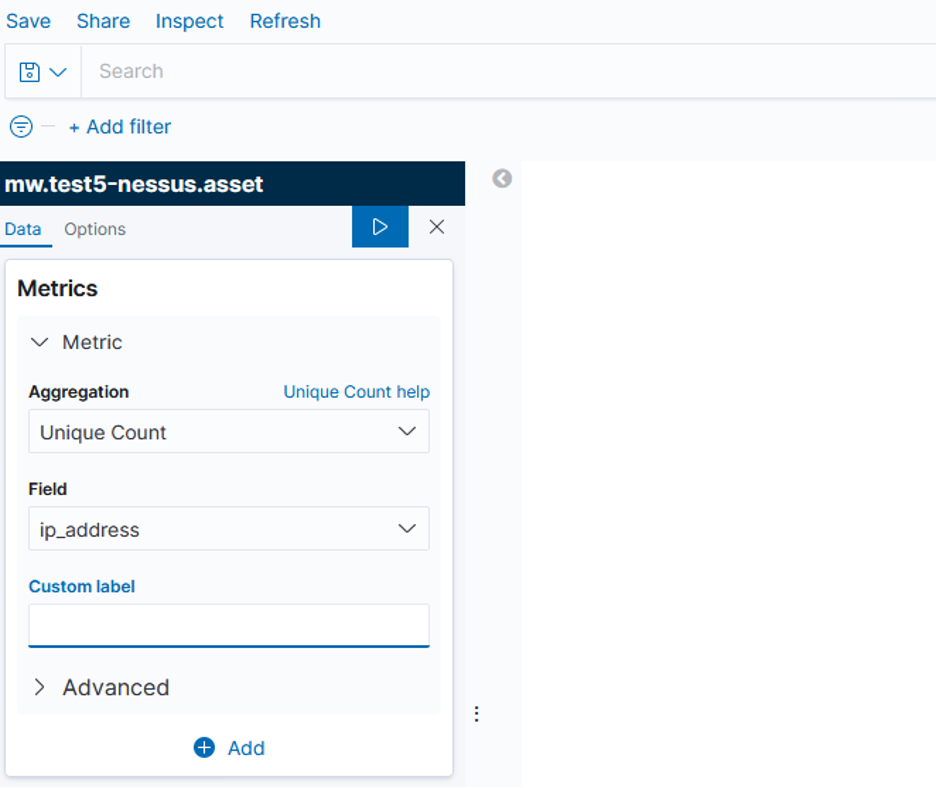 Save Share Inspect Refresh
Search
+ Add filter
mw.test5-nessus.asset
Data Options
Metrics
Metric
Aggregation Unique Count help
Unique Count
Field
ip_address
Custom label
Advanced
Add